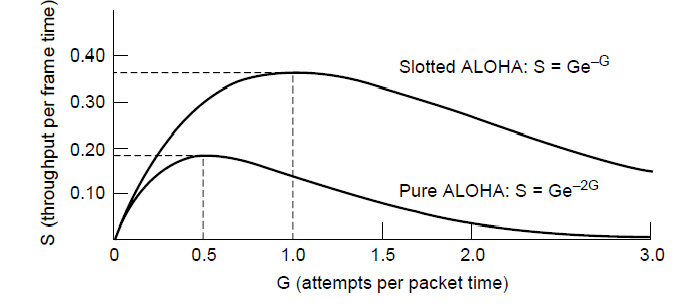 S (throughput per frame time)
0.40
0.30
0.20
0.10
Slotted ALOHA: S = Ge–G
Pure ALOHA: S = Ge–2G
0 0.5 1.0 1.5 2.0 3.0
G (attempts per packet time)